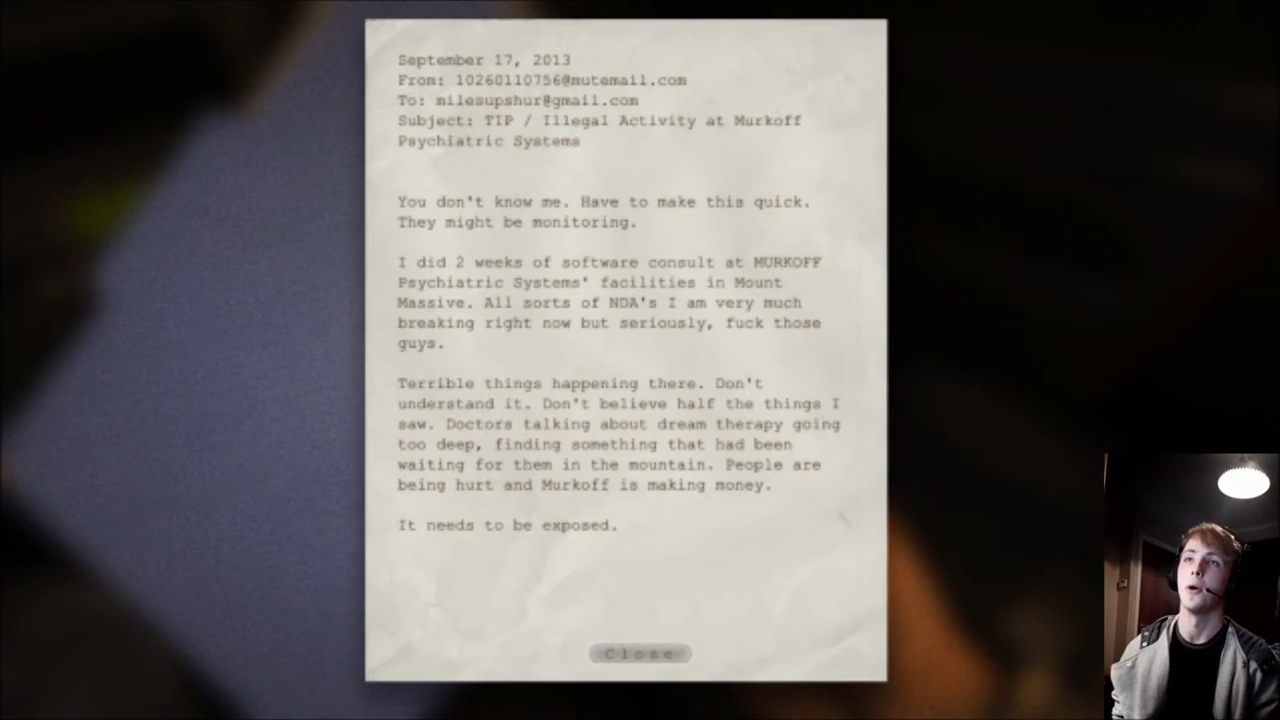 September 17, 2013
From: 10260110756@mutemail.com
To: milesupshur@gmail.com
Subject: TIP / Illegal Activity at Murkoff
Psychiatric Systems
You don't know me. Have to make this quick.
They might be monitoring.
I did 2 weeks of software consult at MURKOFF
Psychiatric Systems' facilities in Mount
Massive. All sorts of NDA's I am very much
breaking right now but seriously, fuck those
guys.
Terrible things happening there. Don't
understand it. Don't believe half the things I
saw. Doctors talking about dream therapy going
too deep, finding something that had been
waiting for them in the mountain. People are
being hurt and Murkoff is making money.
It needs to be exposed.
Close